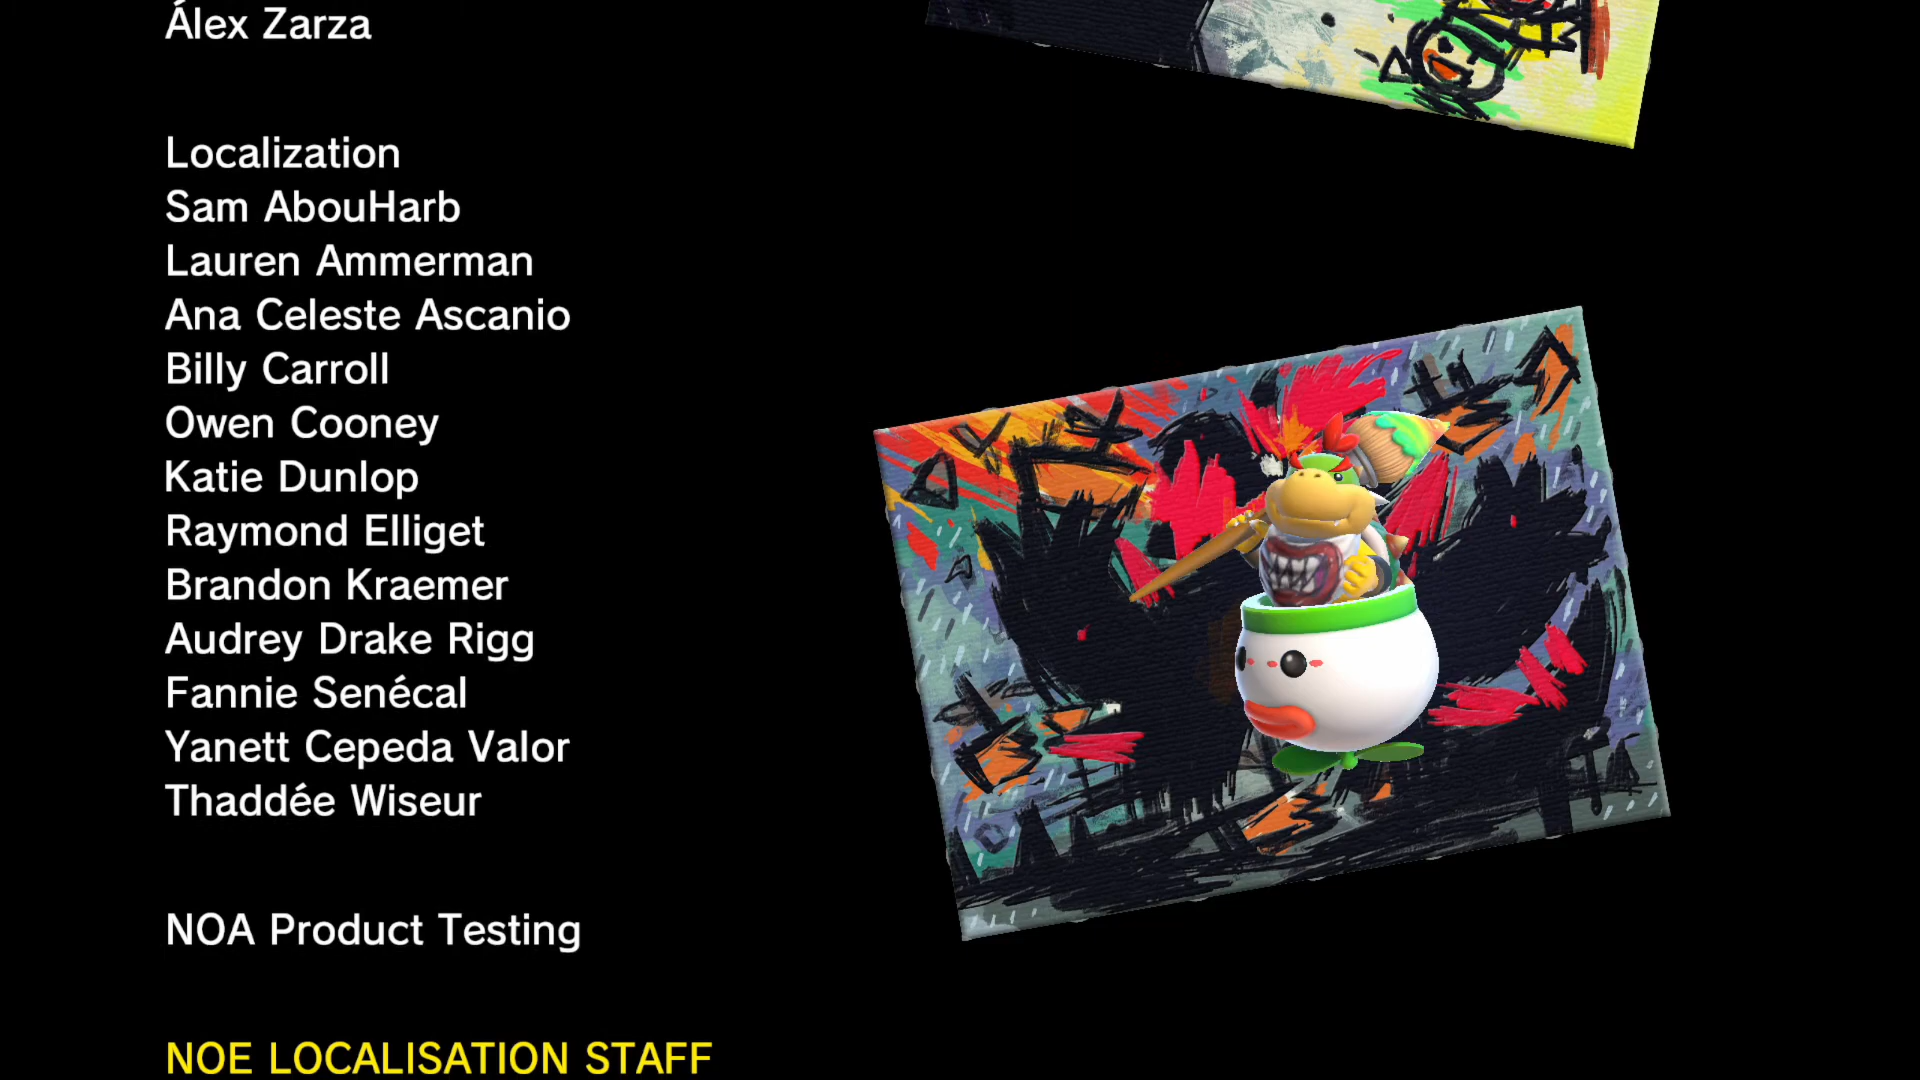 Álex Zarza
Localization
Sam AbouHarb
Lauren Ammerman
Ana Celeste Ascanio
Billy Carroll
Owen Cooney
Katie Dunlop
Raymond Elliget
Brandon Kraemer
Audrey Drake Rigg
Fannie Senécal
Yanett Cepeda Valor
Thaddée Wiseur
NOA Product Testing
NOE LOCALISATION STAFF